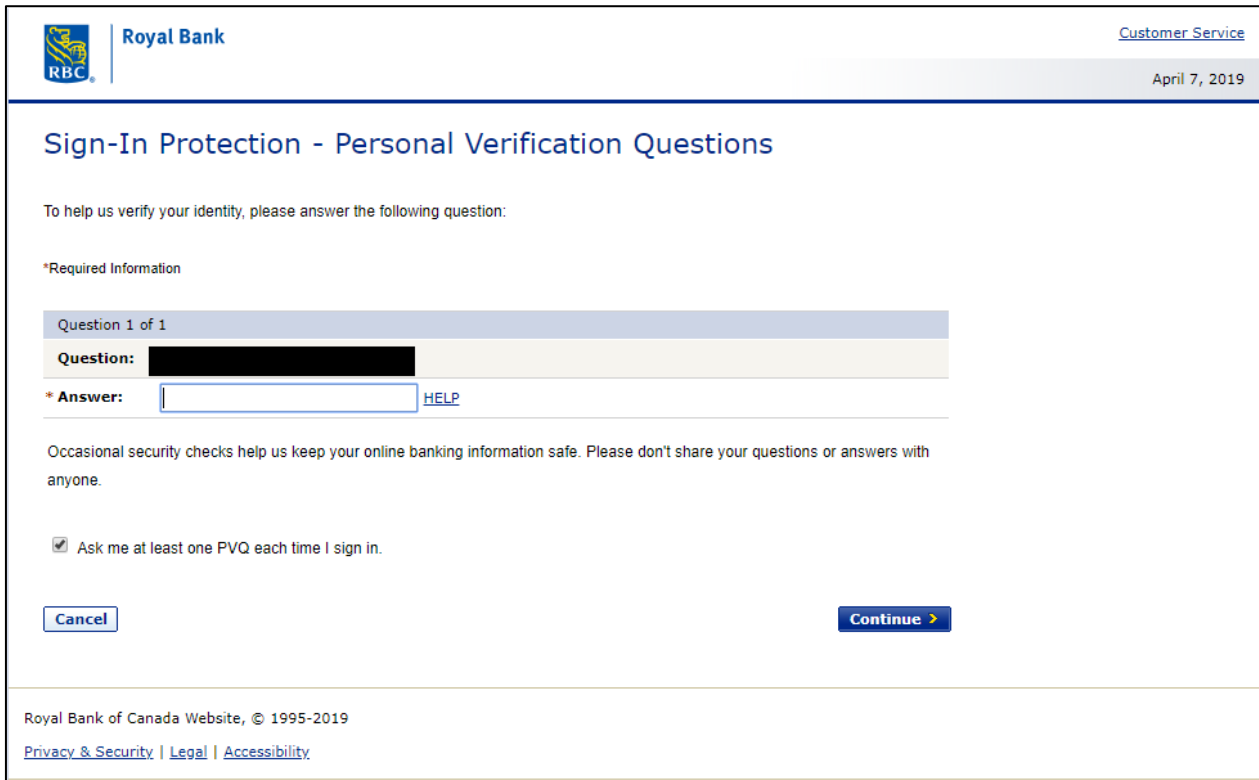 Royal Bank
RBC®
Customer Service
April 7, 2019
Sign-In Protection - Personal Verification Questions
To help us verify your identity, please answer the following question:
*Required Information
Question 1 of 1
Question:
* Answer: HELP
Occasional security checks help us keep your online banking information safe. Please don't share your questions or answers with
anyone.
Ask me at least one PVQ each time I sign in.
Cancel
Continue >
Royal Bank of Canada Website, © 1995-2019
Privacy & Security | Legal | Accessibility